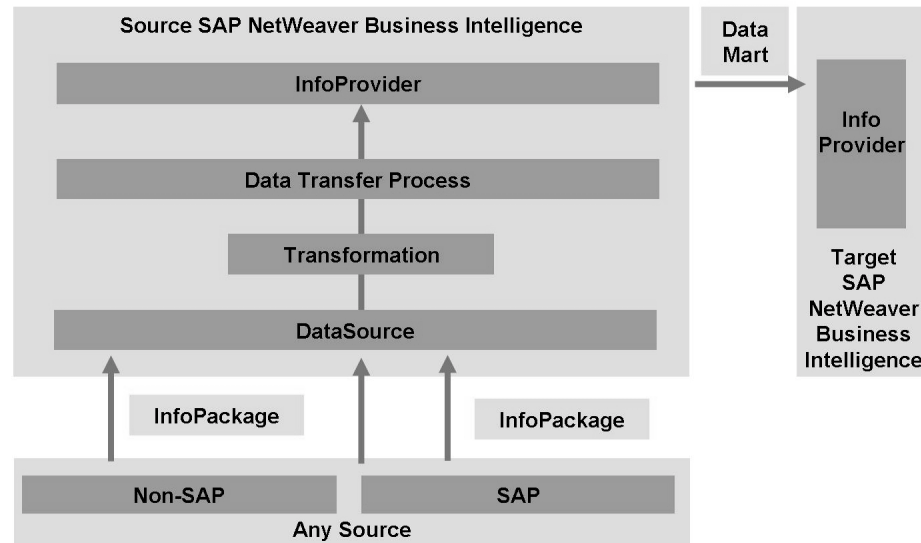 Source SAP NetWeaver Business Intelligence
InfoProvider
Data Transfer Process
Transformation
DataSource
InfoPackage
InfoPackage
Non-SAP
SAP
Any Source
Data
Mart
Info
Provider
Target
SAP
NetWeaver
Business
Intelligence